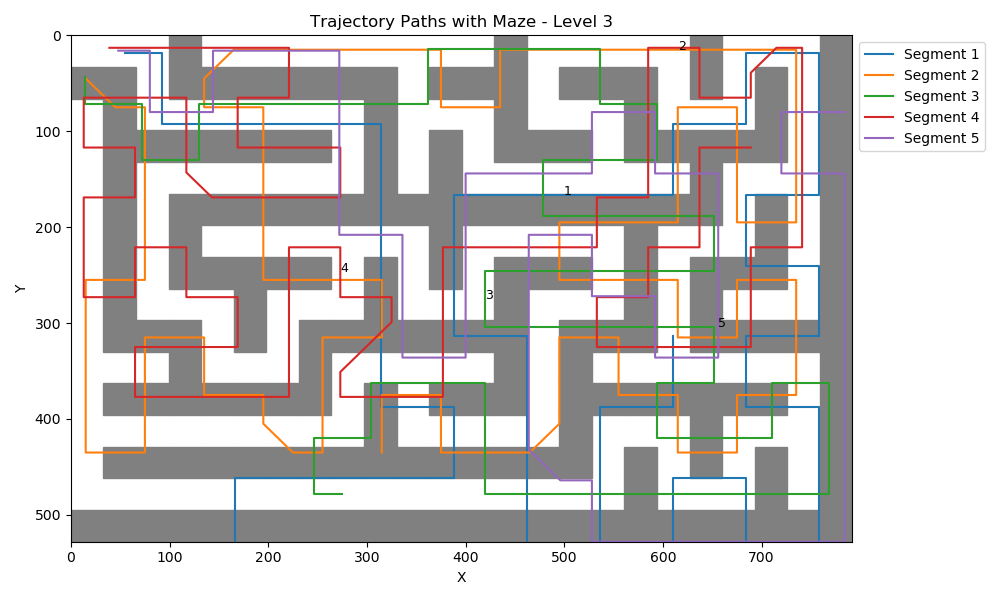 Trajectory Paths with Maze - Level 3
0
100
200
300
400
500
Y
0
100
200
300
400
500
600
700
X
2
1
4
3
5
Segment 1
Segment 2
Segment 3
Segment 4
Segment 5